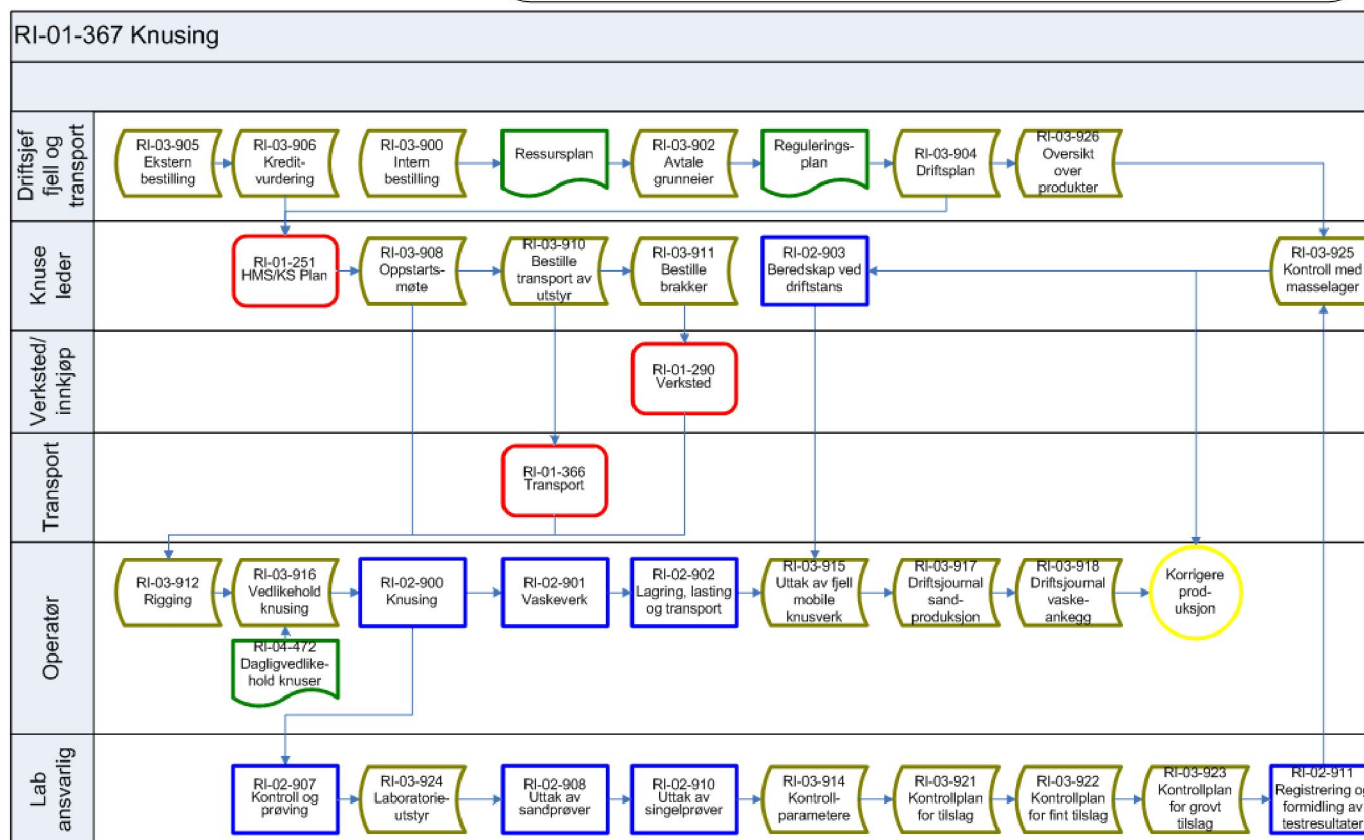 RI-01-367 Knusing
Driftsjef
fjell og
transport
RI-03-905
Ekstern
bestilling
RI-03-906
Kredit-
vurdering
RI-03-900
Intern
bestilling
Ressursplan
RI-03-902
Avtale
grunneier
Regulerings-
plan
RI-03-904
Driftsplan
RI-03-926
Oversikt
over
produkter
Knuse
leder
RI-01-251
HMS/KS Plan
RI-03-908
Oppstarts-
møte
RI-03-910
Bestille
transport av
utstyr
RI-03-911
Bestille
brakker
RI-02-903
Beredskap ved
driftstans
RI-03-925
Kontroll med
masselager
Verksted/
innkjøp
RI-01-290
Verksted
Transport
RI-01-366
Transport
Operatør
RI-03-912
Rigging
RI-03-916
Vedlikehold
knusing
RI-04-472
Dagligvedlike-
hold knuser
RI-02-900
Knusing
RI-02-901
Vaskeverk
RI-02-902
Lagring, lasting
og transport
RI-03-915
Uttak av fjell
mobile
knusverk
RI-03-917
Driftsjournal
sand-
produksjon
RI-03-918
Driftsjournal
vaske-
ankegg
Korrigere
prod-
uksjon
Lab
ansvarlig
RI-02-907
Kontroll og
prøving
RI-03-924
Laboratorie-
utstyr
RI-02-908
Uttak av
sandprøver
RI-02-910
Uttak av
singelprøver
RI-03-914
Kontroll-
parametere
RI-03-921
Kontrollplan
for tilslag
RI-03-922
Kontrollplan
for fint tilslag
RI-03-923
Kontrollplan
for grovt
tilslag
RI-02-911
Registrering og
formidling av
testresultater